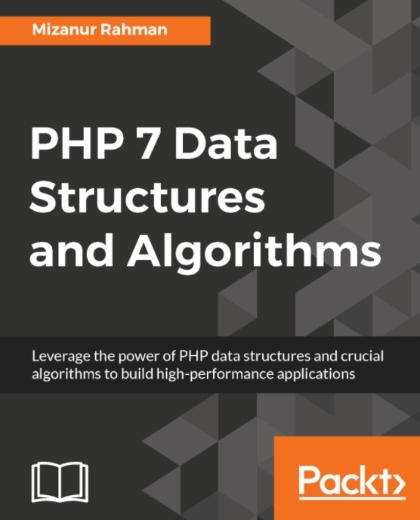 Mizanur Rahman
PHP 7 Data
Structures
and Algorithms
Leverage the power of PHP data structures and crucial
algorithms to build high-performance applications
Packt>